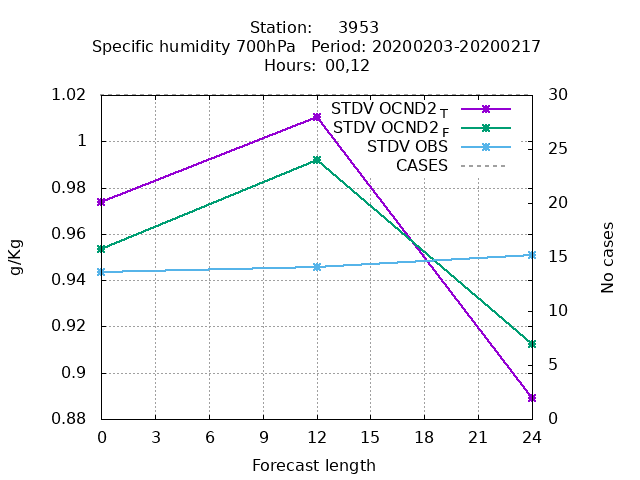 Station: 3953
Specific humidity 700hPa Period: 20200203-20200217
Hours: 00,12
STDV OCND2 T
STDV OCND2 F
STDV OBS
CASES
g/Kg
1.02
1
0.98
0.96
0.94
0.92
0.9
0.88
30
25
20
15
10
5
0
No cases
0 3 6 9 12 15 18 21 24
Forecast length